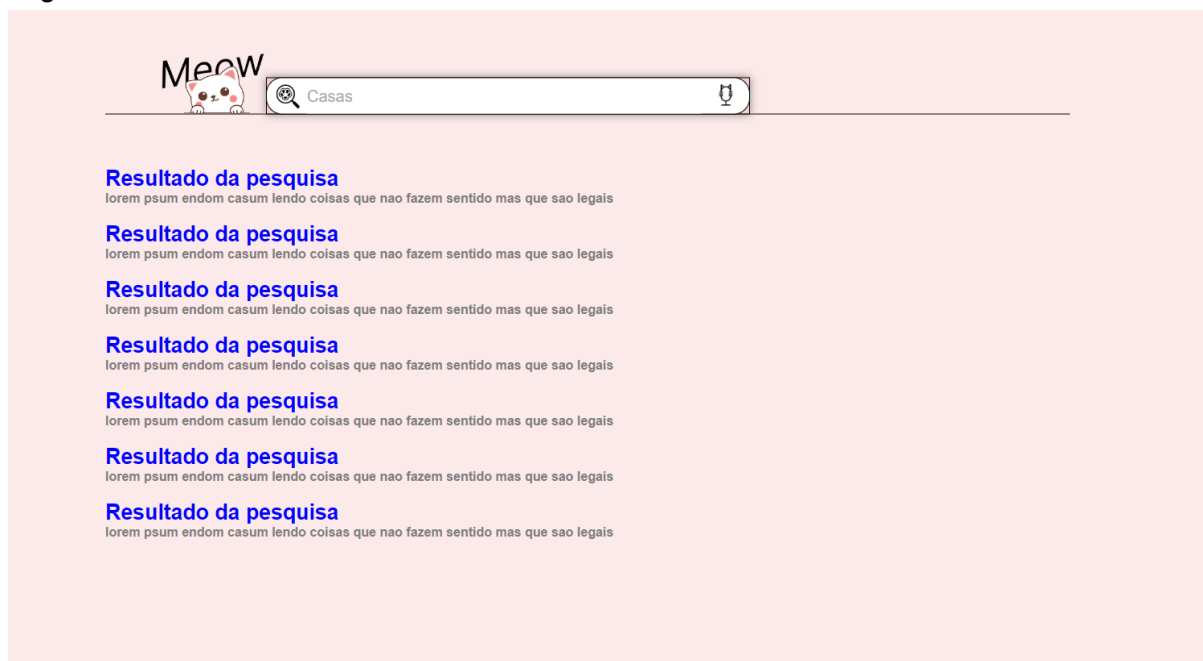 Meow
Casas
Resultado da pesquisa
lorem psum endom casum lendo coisas que nao fazem sentido mas que sao legais
Resultado da pesquisa
lorem psum endom casum lendo coisas que nao fazem sentido mas que sao legais
Resultado da pesquisa
lorem psum endom casum lendo coisas que nao fazem sentido mas que sao legais
Resultado da pesquisa
lorem psum endom casum lendo coisas que nao fazem sentido mas que sao legais
Resultado da pesquisa
lorem psum endom casum lendo coisas que nao fazem sentido mas que sao legais
Resultado da pesquisa
lorem psum endom casum lendo coisas que nao fazem sentido mas que sao legais
Resultado da pesquisa
lorem psum endom casum lendo coisas que nao fazem sentido mas que sao legais